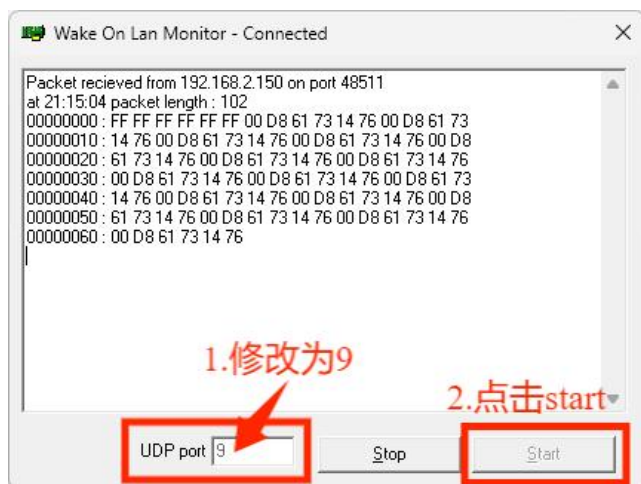 Wake On Lan Monitor - Connected
Packet recieved from 192.168.2.150 on port 48511
at 21:15:04 packet length : 102
00000000 : FF FF FF FF FF FF 00 D8 61 73 14 76 00 D8 61 73
00000010 : 14 76 00 D8 61 73 14 76 00 D8 61 73 14 76 00 D8
00000020 : 61 73 14 76 00 D8 61 73 14 76 00 D8 61 73 14 76
00000030 : 00 D8 61 73 14 76 00 D8 61 73 14 76 00 D8 61 73
00000040 : 14 76 00 D8 61 73 14 76 00 D8 61 73 14 76 00 D8
00000050 : 61 73 14 76 00 D8 61 73 14 76 00 D8 61 73 14 76
00000060 : 00 D8 61 73 14 76
1.修改为9
2.点击start
UDP port 9
Stop
Start